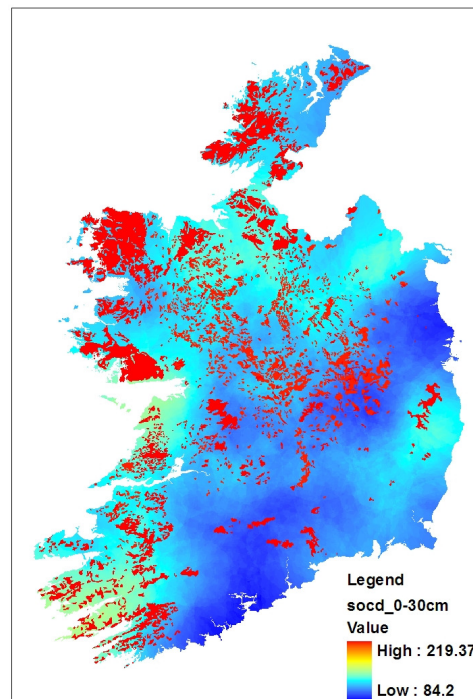 Legend
socd_0-30cm
Value
High : 219.37
Low : 84.2